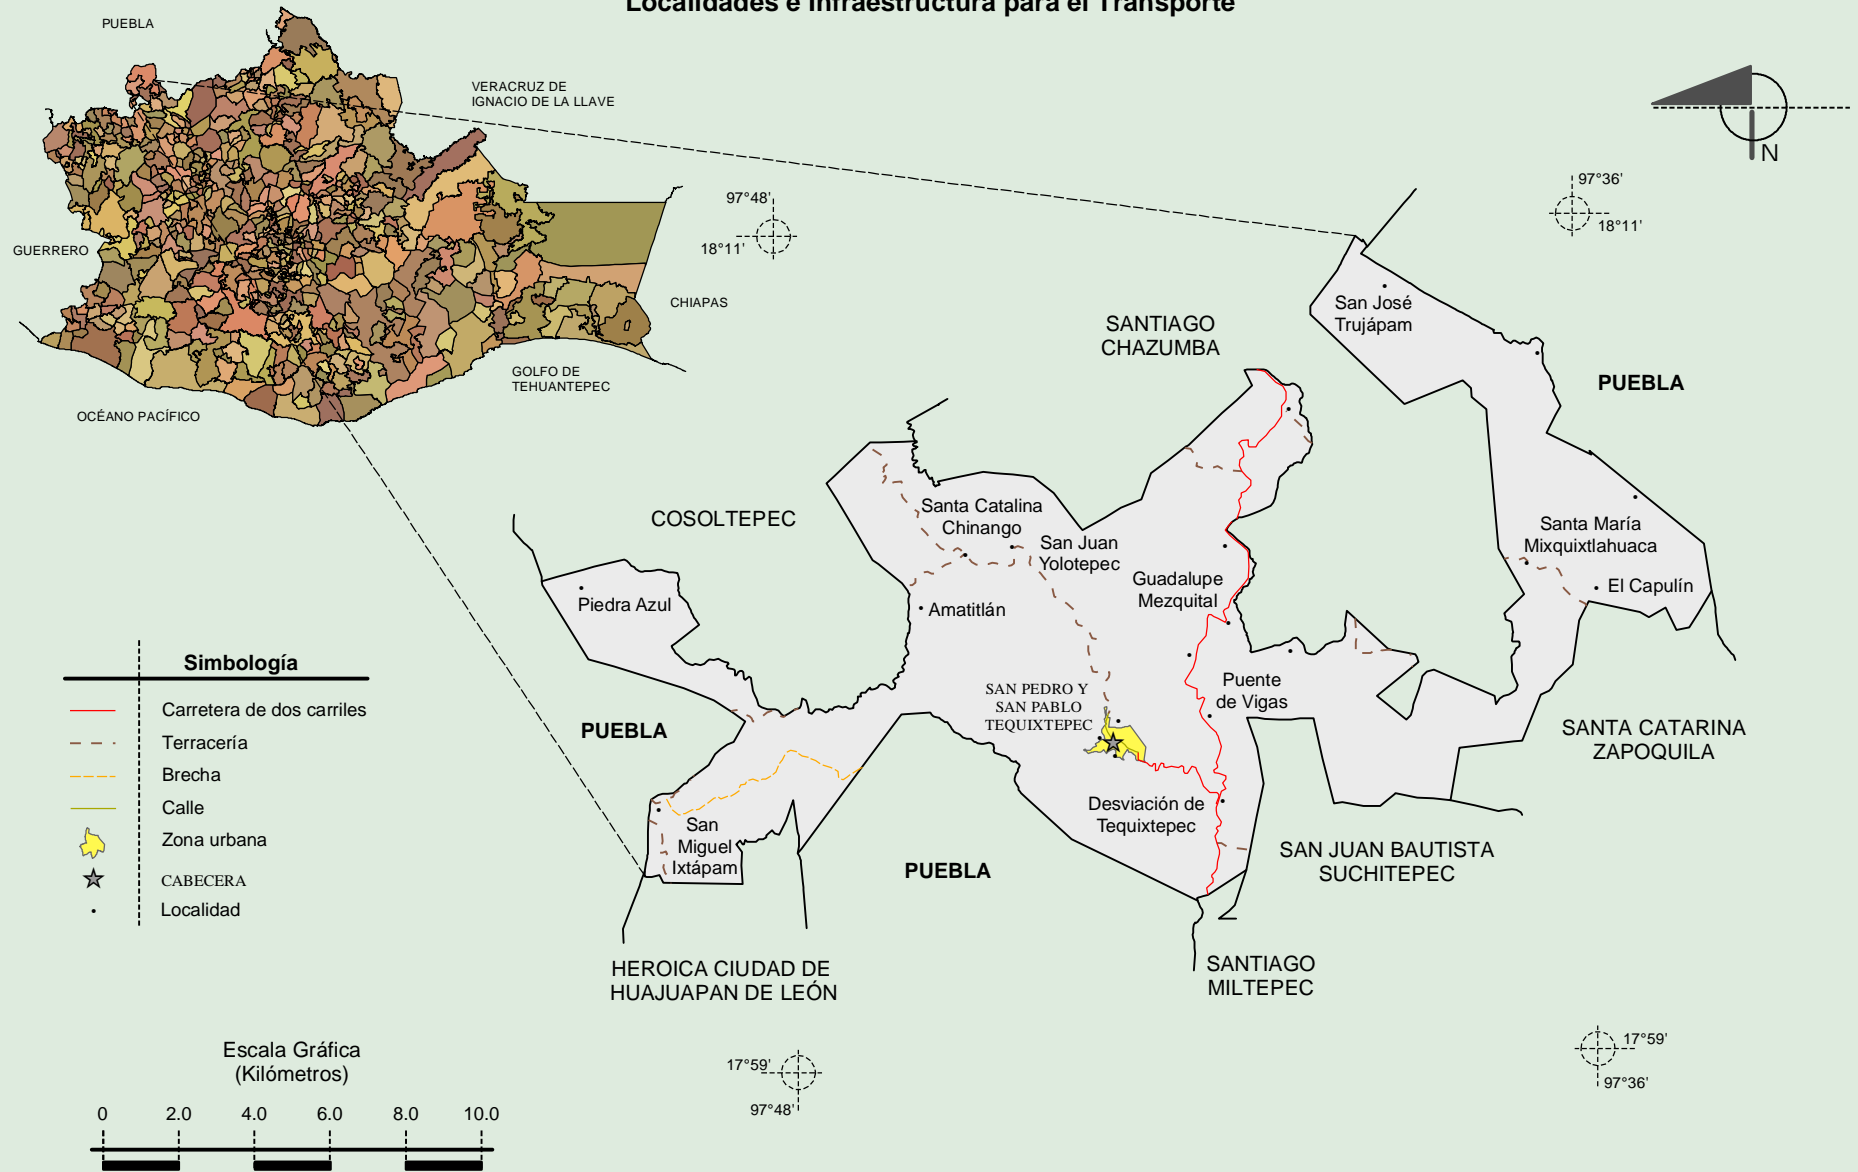 Localidades e Infraestructura para el Transporte
PUEBLA
VERACRUZ DE
IGNACIO DE LA LLAVE
GUERRERO
CHIAPAS
GOLFO DE
TEHUANTEPEC
OCÉANO PACÍFICO
N
97°48'
18°11'
97°36'
18°11'
San José
Trujápam
SANTIAGO
CHAZUMBA
PUEBLA
COSOLTEPEC
Santa Catalina
Chinango
San Juan
Yolotepec
Santa María
Mixquixtlahuaca
El Capulín
Guadalupe
Mezquital
Piedra Azul
Amatitlán
Puente
de Vigas
SAN PEDRO Y
SAN PABLO
TEQUIXTEPEC
PUEBLA
SANTA CATARINA
ZAPOQUILA
Desviación de
Tequixtepec
San
Miguel
Ixtápam
PUEBLA
SAN JUAN BAUTISTA
SUCHITEPEC
HEROICA CIUDAD DE
HUAJUAPAN DE LEÓN
SANTIAGO
MILTEPEC
Simbología
Carretera de dos carriles
Terracería
Brecha
Calle
Zona urbana
CABECERA
Localidad
17°59'
97°48'
17°59'
97°36'
Escala Gráfica
(Kilómetros)
0 2.0 4.0 6.0 8.0 10.0